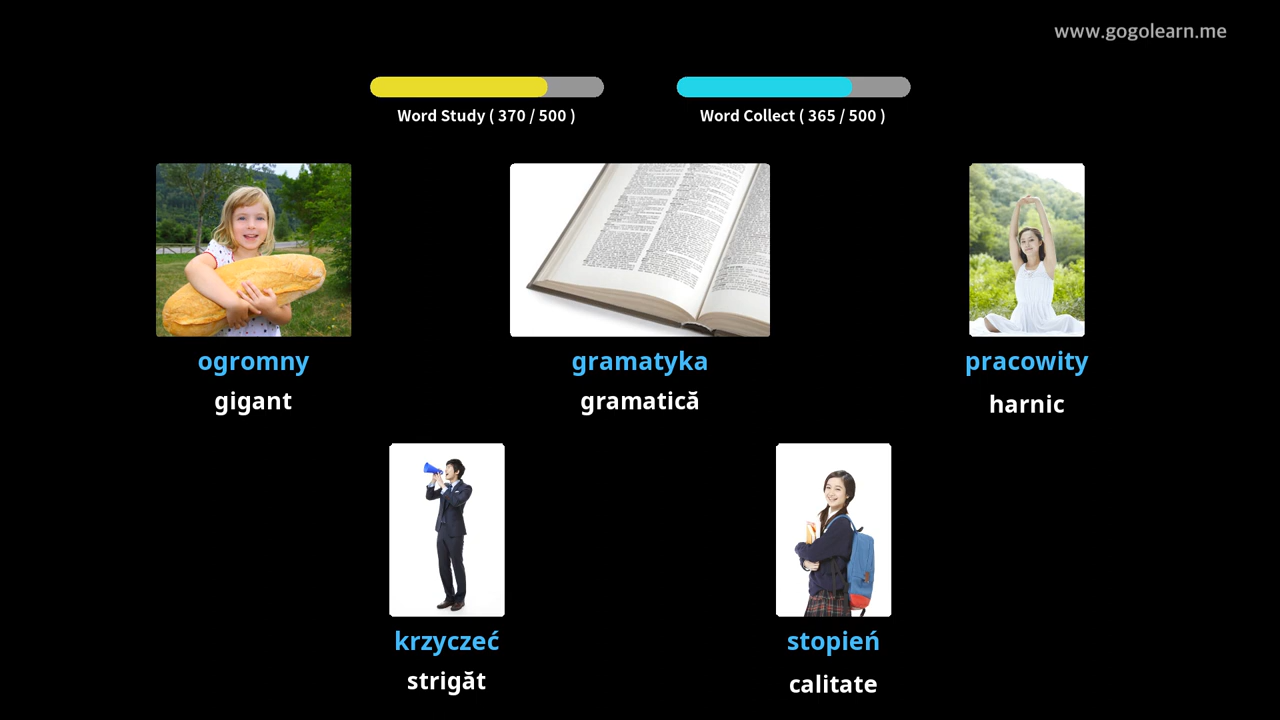 www.gogolearn.me
Word Study ( 370 / 500 )
Word Collect ( 365 / 500 )
ogromny
gigant
gramatyka
gramatică
pracowity
harnic
krzyczeć
strigăt
stopień
calitate